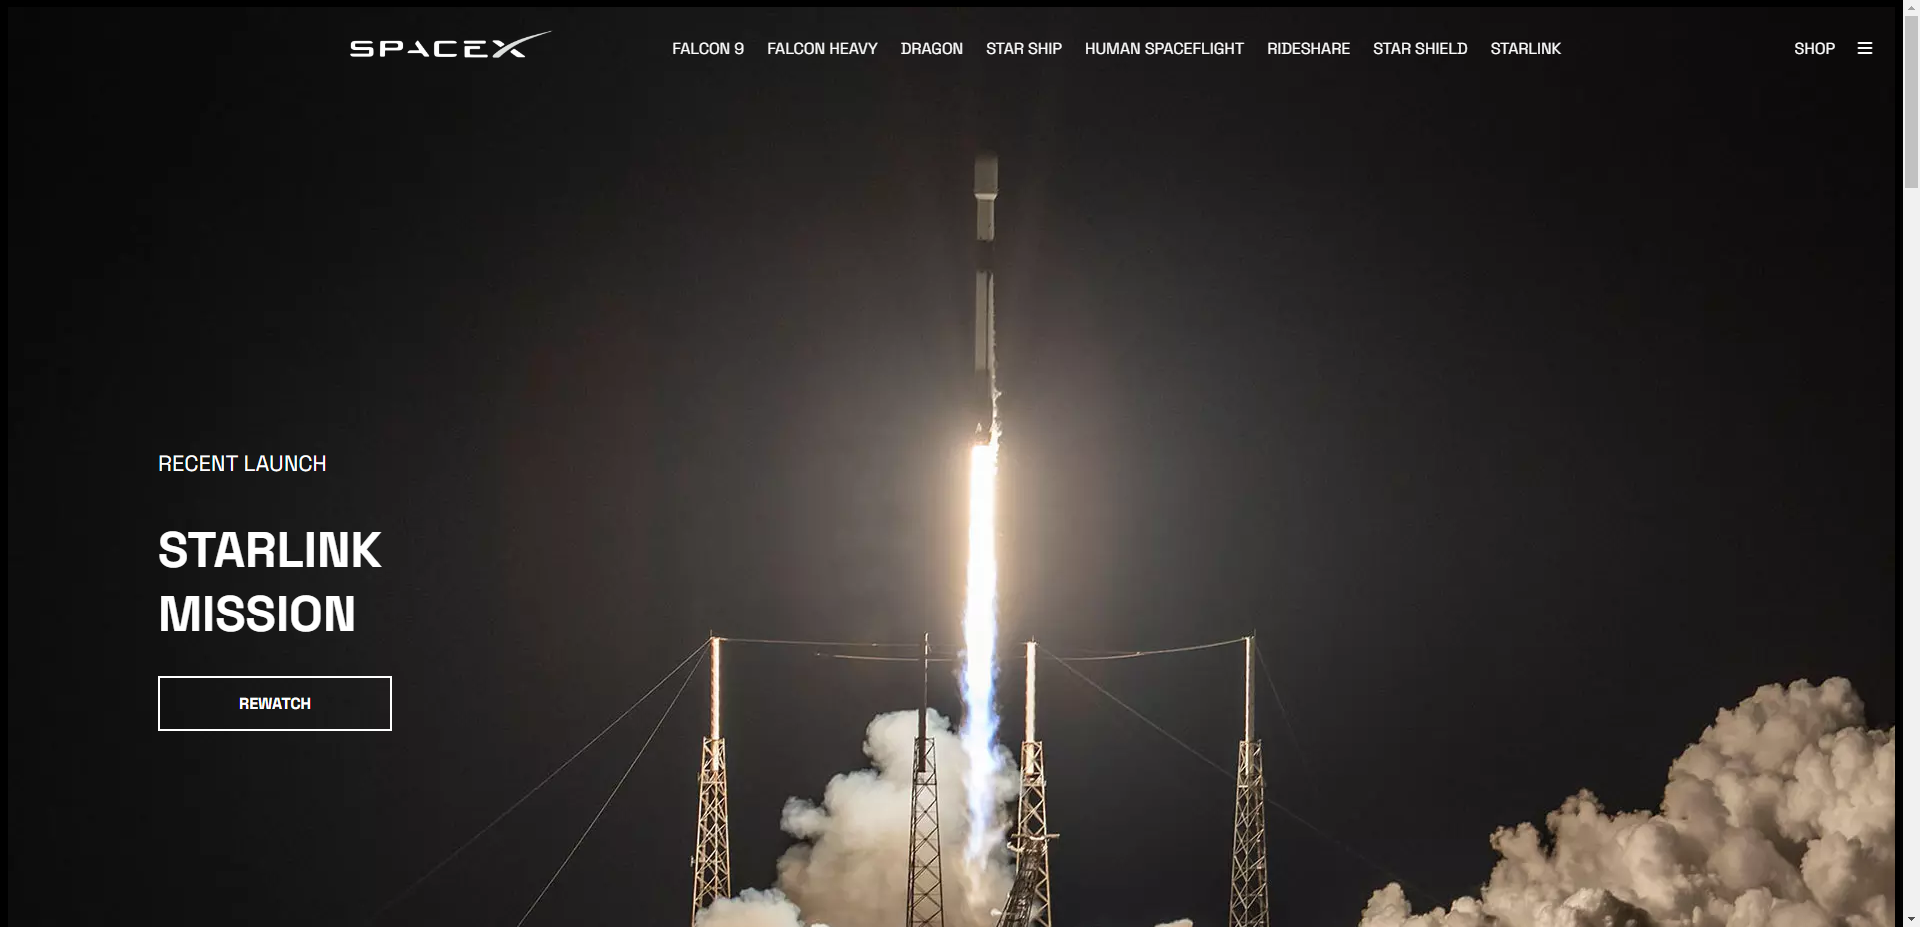 SPACEX
FALCON 9 FALCON HEAVY DRAGON STAR SHIP HUMAN SPACEFLIGHT RIDESHARE STAR SHIELD STARLINK SHOP
RECENT LAUNCH
STARLINK
MISSION
REWATCH